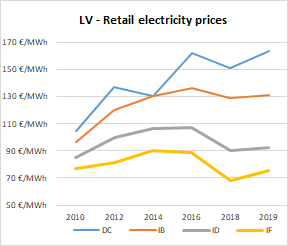 LV - Retail electricity prices
170 €/MWh
150 €/MWh
130 €/MWh
110 €/MWh
90 €/MWh
70 €/MWh
50 €/MWh
2010 2012 2014 2016 2018 2019
DC IB ID IF